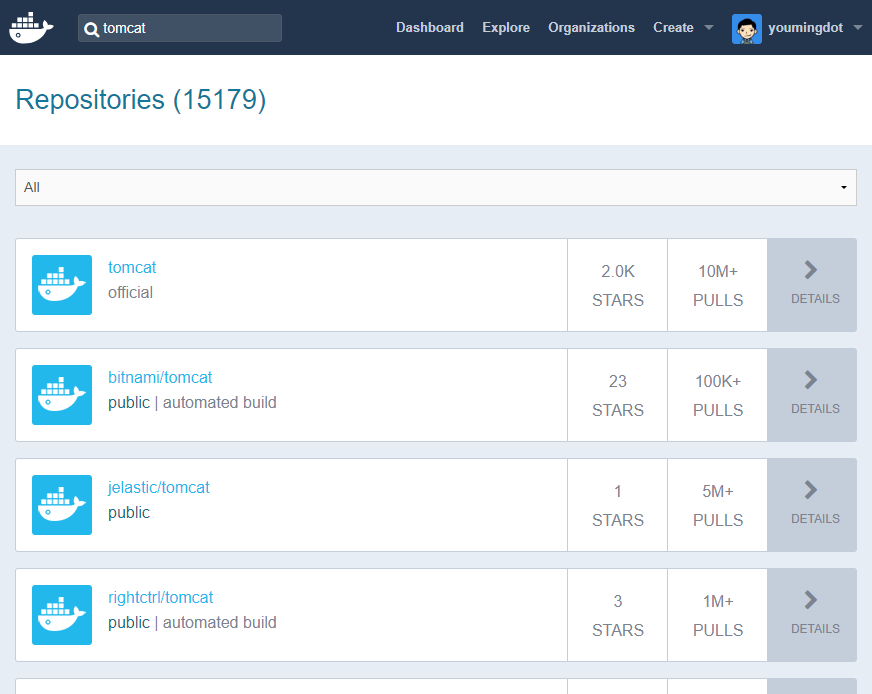 tomcat Dashboard Explore Organizations Create youmingdot
Repositories (15179)
All
tomcat
official
2.0K
STARS
10M+
PULLS
DETAILS
bitnami/tomcat
public | automated build
23
STARS
100K+
PULLS
DETAILS
jelastic/tomcat
public
1
STARS
5M+
PULLS
DETAILS
rightctrl/tomcat
public | automated build
3
STARS
1M+
PULLS
DETAILS